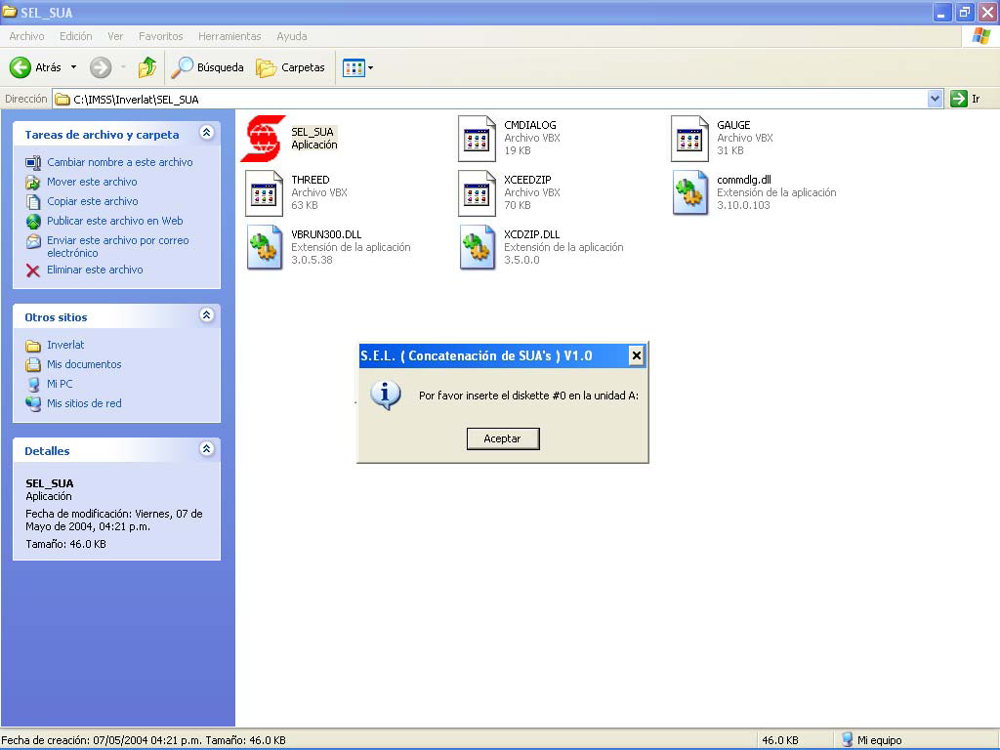 SEL_SUA
Archivo Edición Ver Favoritos Herramientas Ayuda
Atrás Búsqueda Carpetas
Dirección C:\IMSS\Inverlat\SEL_SUA Ir
Tareas de archivo y carpeta
Cambiar nombre a este archivo
Mover este archivo
Copiar este archivo
Publicar este archivo en Web
Enviar este archivo por correo
electrónico
Eliminar este archivo
Otros sitios
Inverlat
Mis documentos
Mi PC
Mis sitios de red
Detalles
SEL_SUA
Aplicación
Fecha de modificación: Viernes, 07 de
Mayo de 2004, 04:21 p.m.
Tamaño: 46.0 KB
SEL_SUA
Aplicación
CMDIALOG
Archivo VBX
19 KB
GAUGE
Archivo VBX
31 KB
THREED
Archivo VBX
63 KB
XCEEDZIP
Archivo VBX
70 KB
commdlg.dll
Extensión de la aplicación
3.10.0.103
VBRUN300.DLL
Extensión de la aplicación
3.0.5.38
XCDZIP.DLL
Extensión de la aplicación
3.5.0.0
S.E.L. ( Concatenación de SUA's ) V1.0
Por favor inserte el diskette #0 en la unidad A:
Aceptar
Fecha de creación: 07/05/2004 04:21 p.m. Tamaño: 46.0 KB 46.0 KB Mi equipo